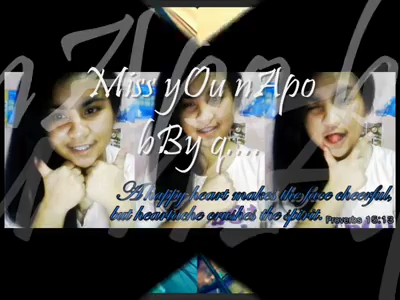 Miss yOu nApo
bBy q....
A happy heart makes the face cheerful,
but heartache crushes the spirit. Proverbs 15:13